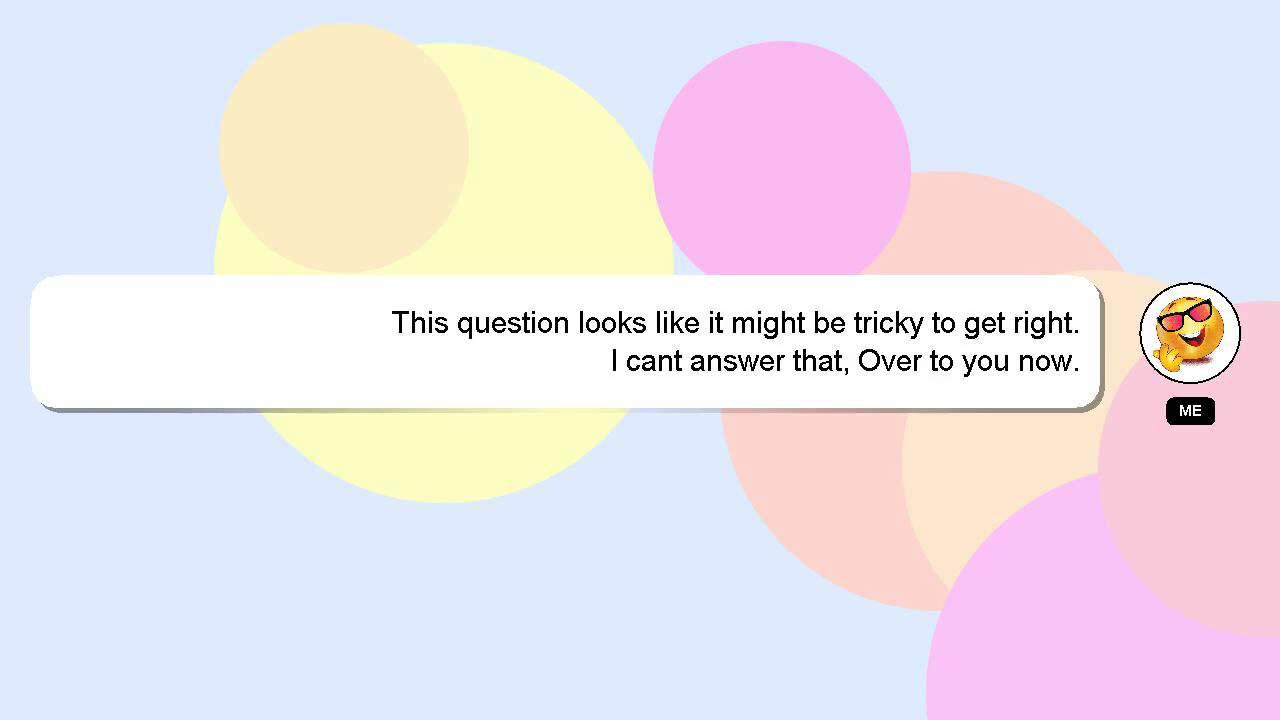 This question looks like it might be tricky to get right.
I cant answer that, Over to you now.
ME